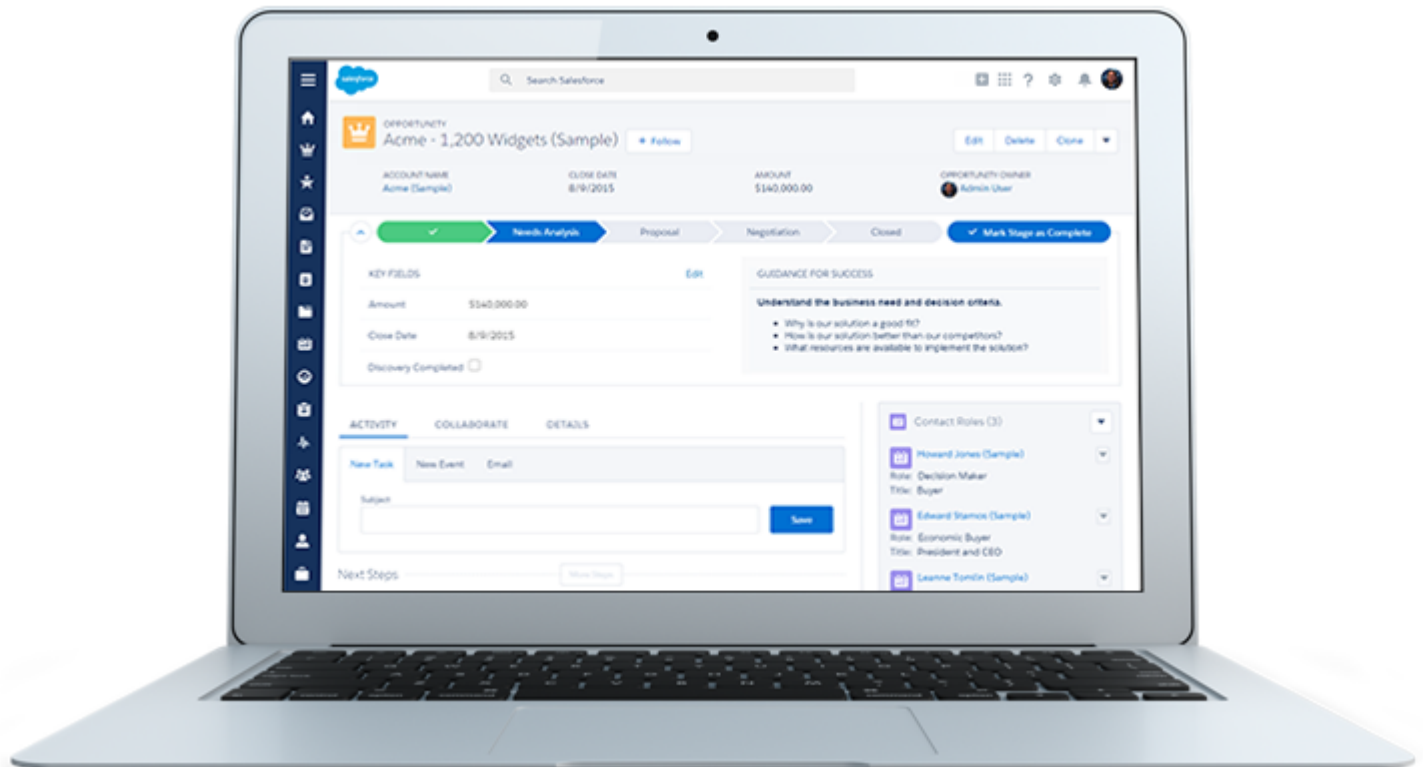 salesforce
Search Salesforce
OPPORTUNITY
Acme - 1,200 Widgets (Sample)
+ Follow
Edit
Delete
Clone
ACCOUNT NAME
CLOSE DATE
AMOUNT
OPPORTUNITY OWNER
Acme (Sample)
8/9/2015
$140,000.00
Admin User
Needs Analysis
Proposal
Negotiation
Closed
Mark Stage as Complete
KEY FIELDS
Edit
Amount
$140,000.00
Close Date
8/9/2015
Discovery Completed
GUIDANCE FOR SUCCESS
Understand the business need and decision criteria.
• Why is our solution a good fit?
• How is our solution better than our competitors?
• What resources are available to implement the solution?
ACTIVITY
COLLABORATE
DETAILS
New Task
New Event
Email
Subject
Save
Next Steps
More Steps
Contact Roles (3)
Howard Jones (Sample)
Role: Decision Maker
Title: Buyer
Edward Stamos (Sample)
Role: Economic Buyer
Title: President and CEO
Leanne Tomlin (Sample)
command
option